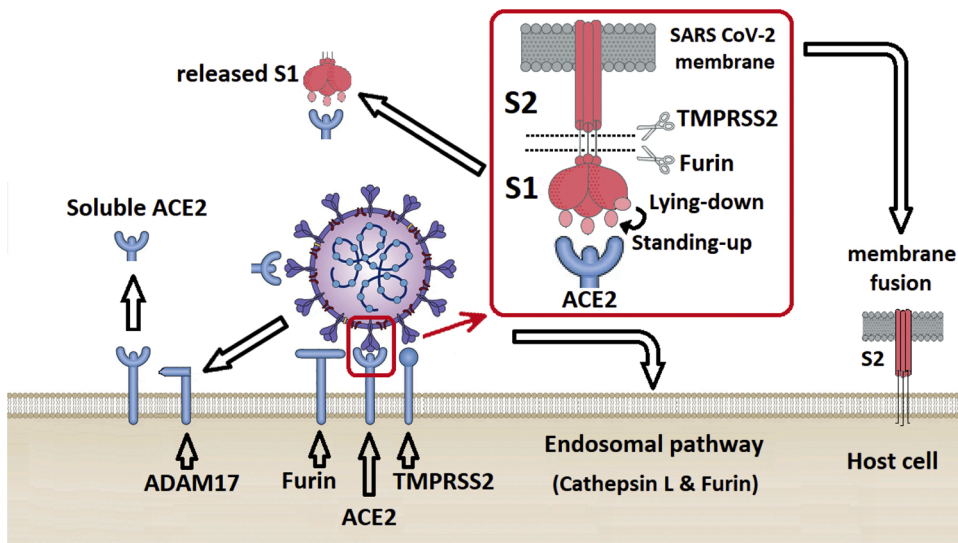 SARS CoV-2
membrane
released S1
S2
TMPRSS2
Furin
S1
Lying-down
Standing-up
ACE2
Soluble ACE2
membrane
fusion
S2
Endosomal pathway
(Cathepsin L & Furin)
Host cell
ADAM17
Furin
TMPRSS2
ACE2